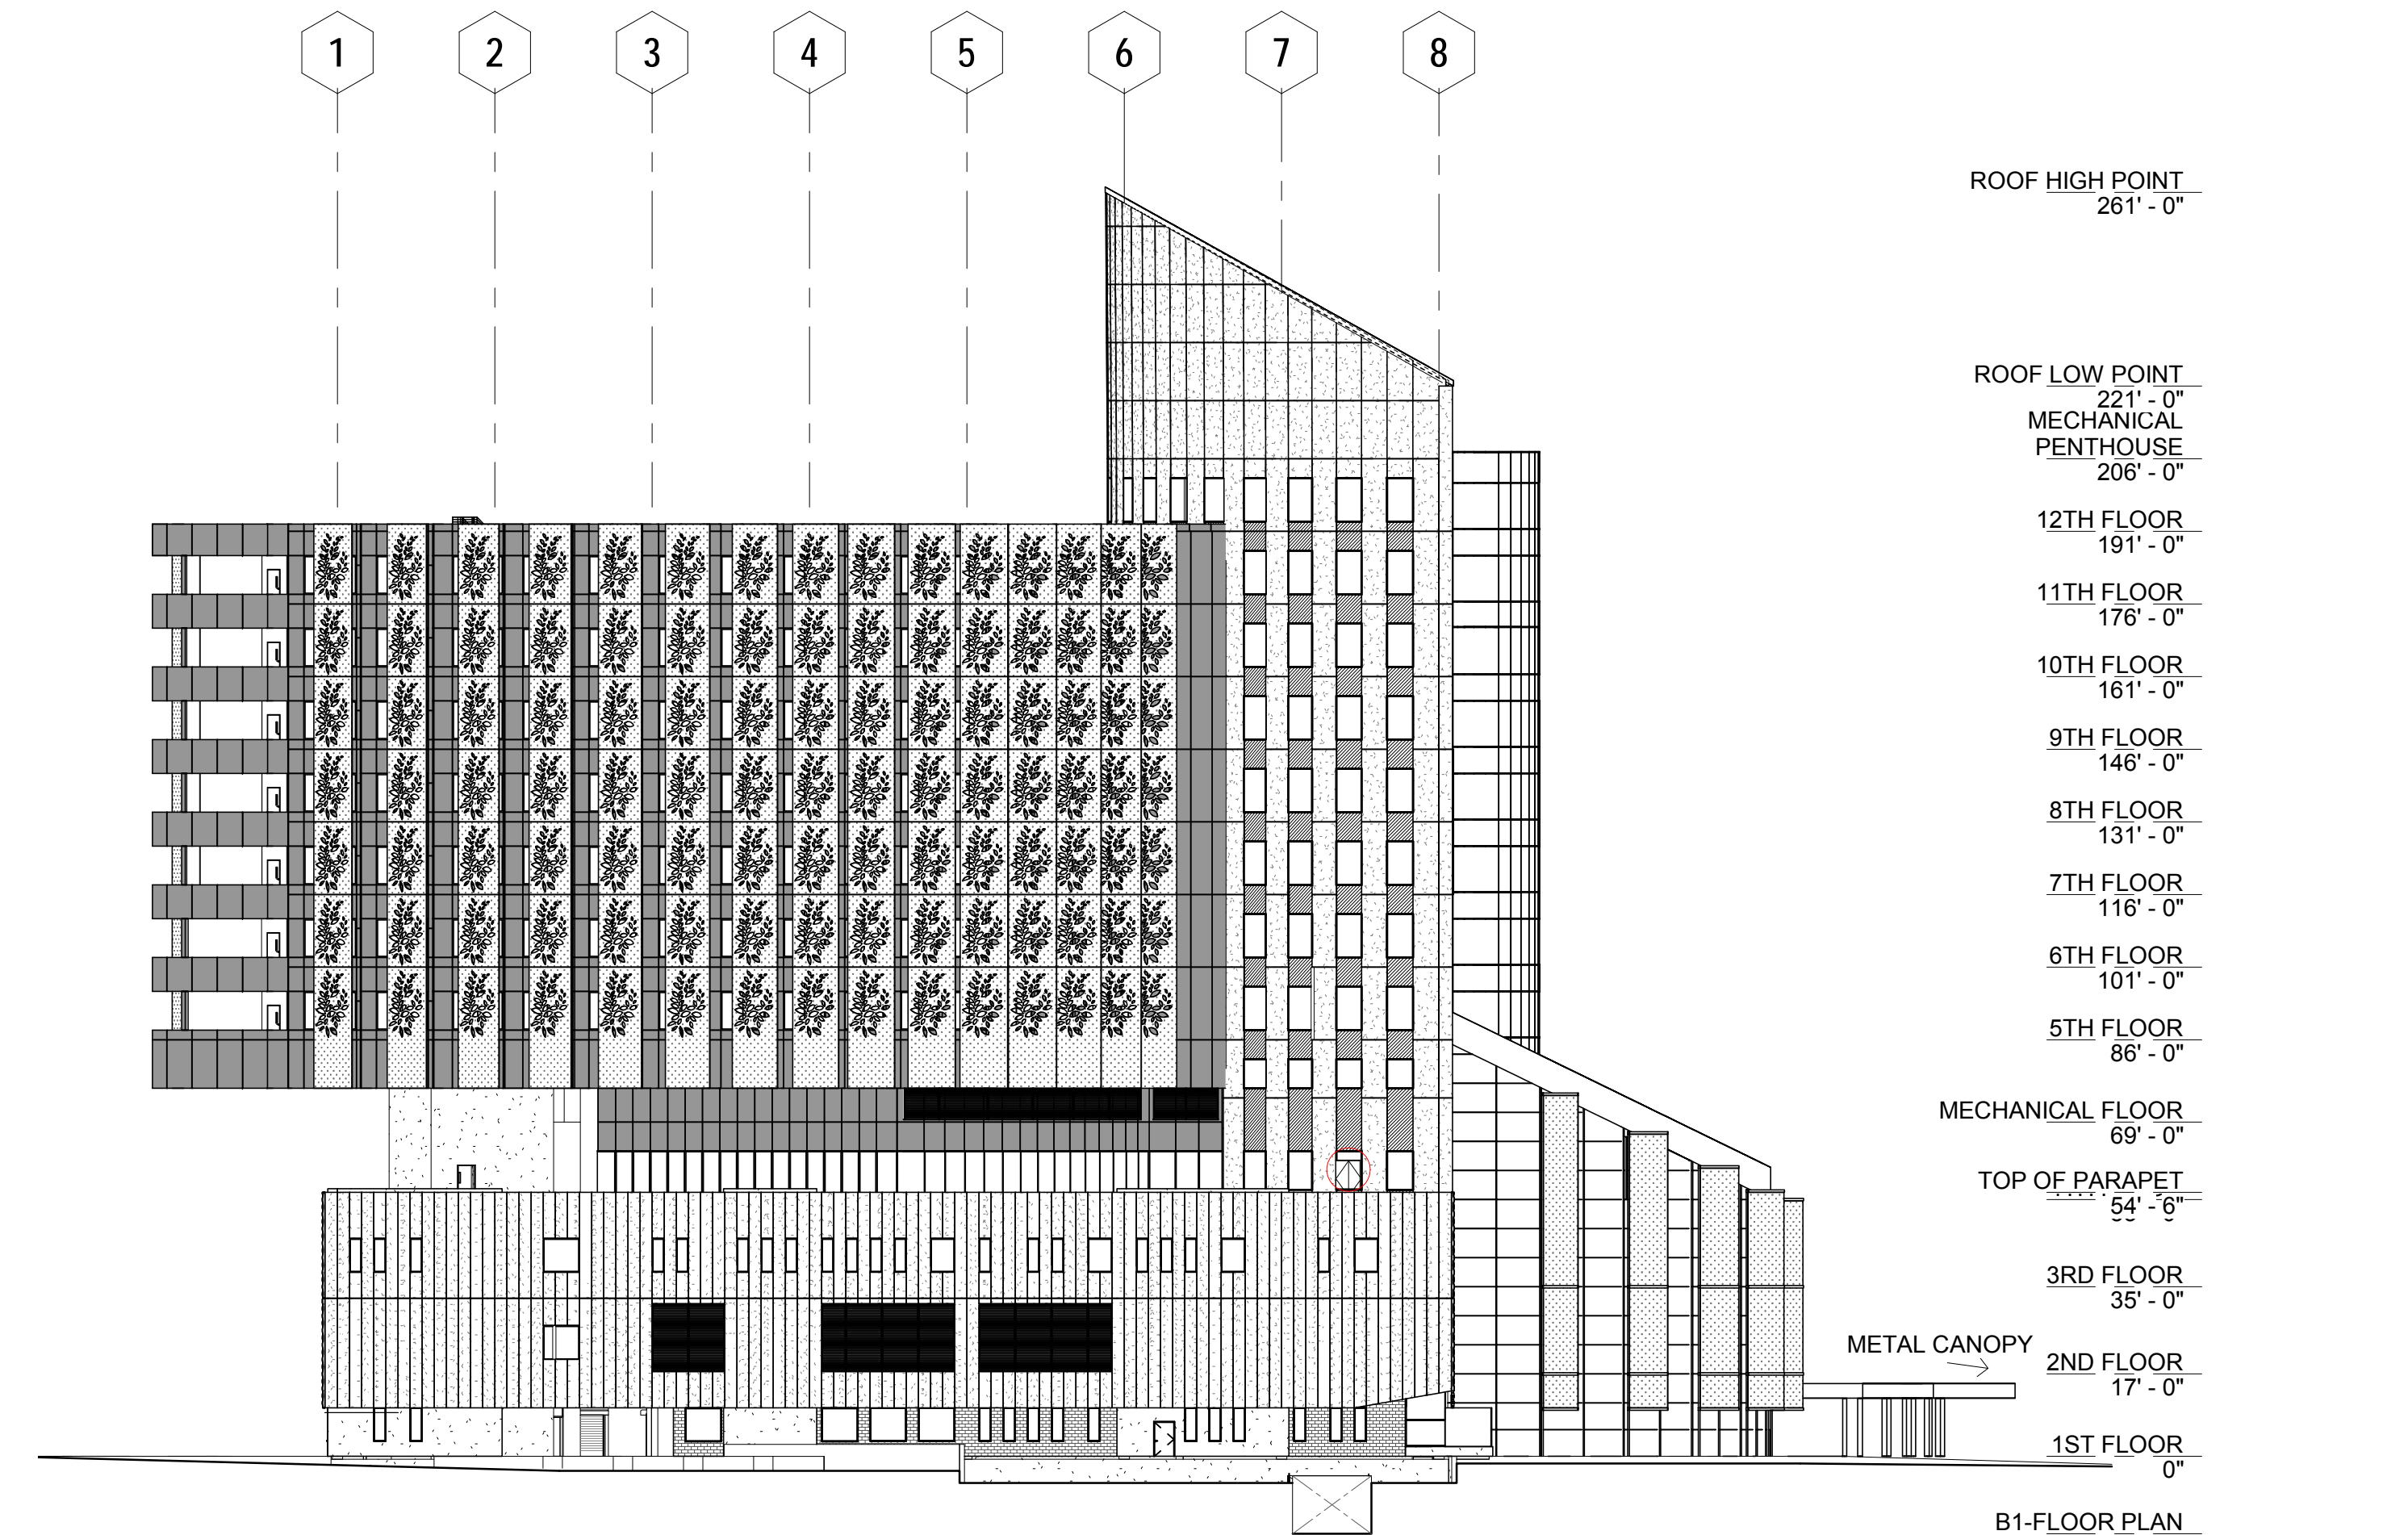 1 2 3 4 5 6 7 8
ROOF HIGH POINT
261' - 0"
ROOF LOW POINT
221' - 0"
MECHANICAL
PENTHOUSE
206' - 0"
12TH FLOOR
191' - 0"
11TH FLOOR
176' - 0"
10TH FLOOR
161' - 0"
9TH FLOOR
146' - 0"
8TH FLOOR
131' - 0"
7TH FLOOR
116' - 0"
6TH FLOOR
101' - 0"
5TH FLOOR
86' - 0"
MECHANICAL FLOOR
69' - 0"
TOP OF PARAPET
54' - 6"
3RD FLOOR
35' - 0"
METAL CANOPY
2ND FLOOR
17' - 0"
1ST FLOOR
0"
B1-FLOOR PLAN